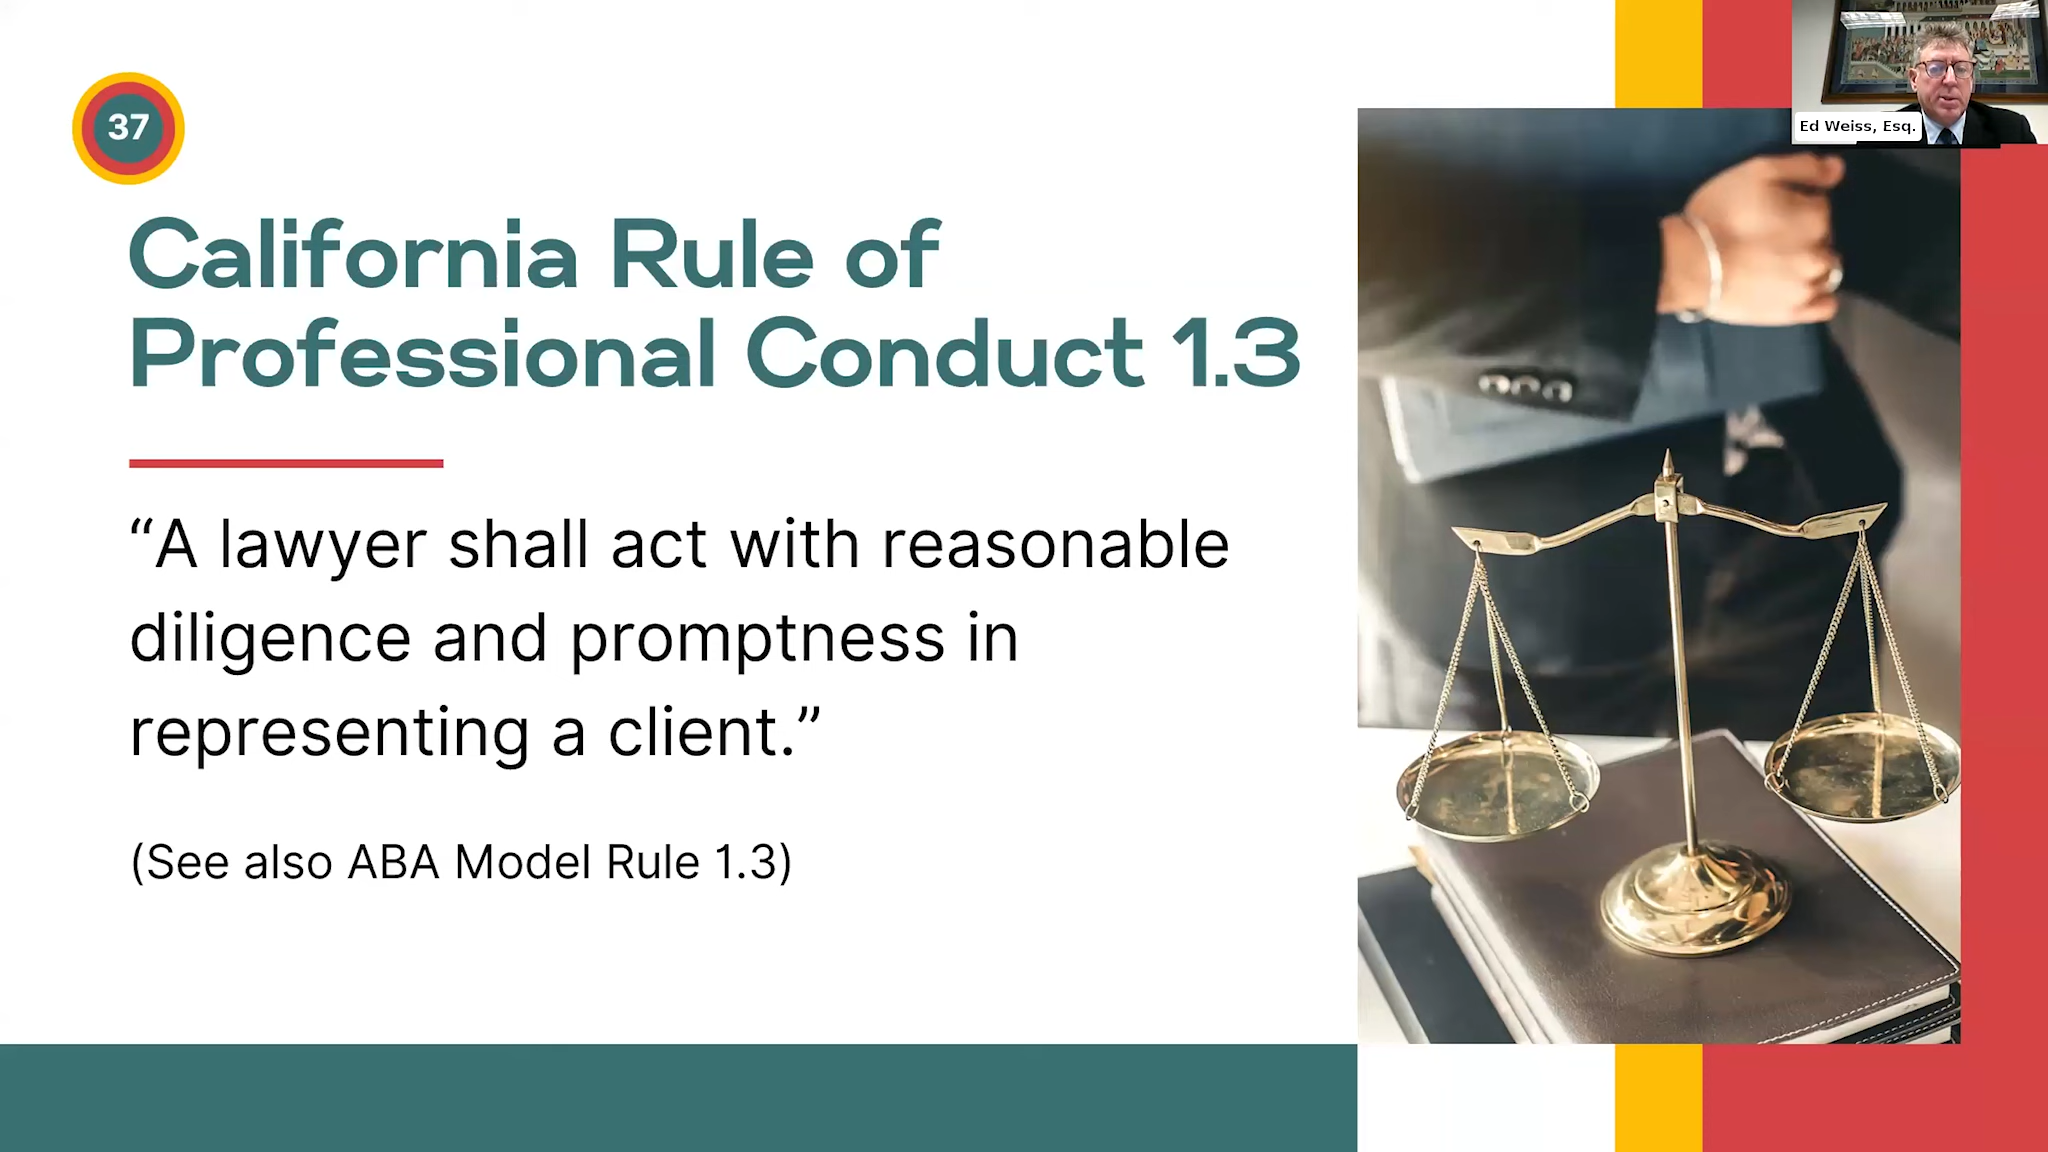 37
Ed Weiss, Esq.
California Rule of
Professional Conduct 1.3
“A lawyer shall act with reasonable
diligence and promptness in
representing a client.”
(See also ABA Model Rule 1.3)